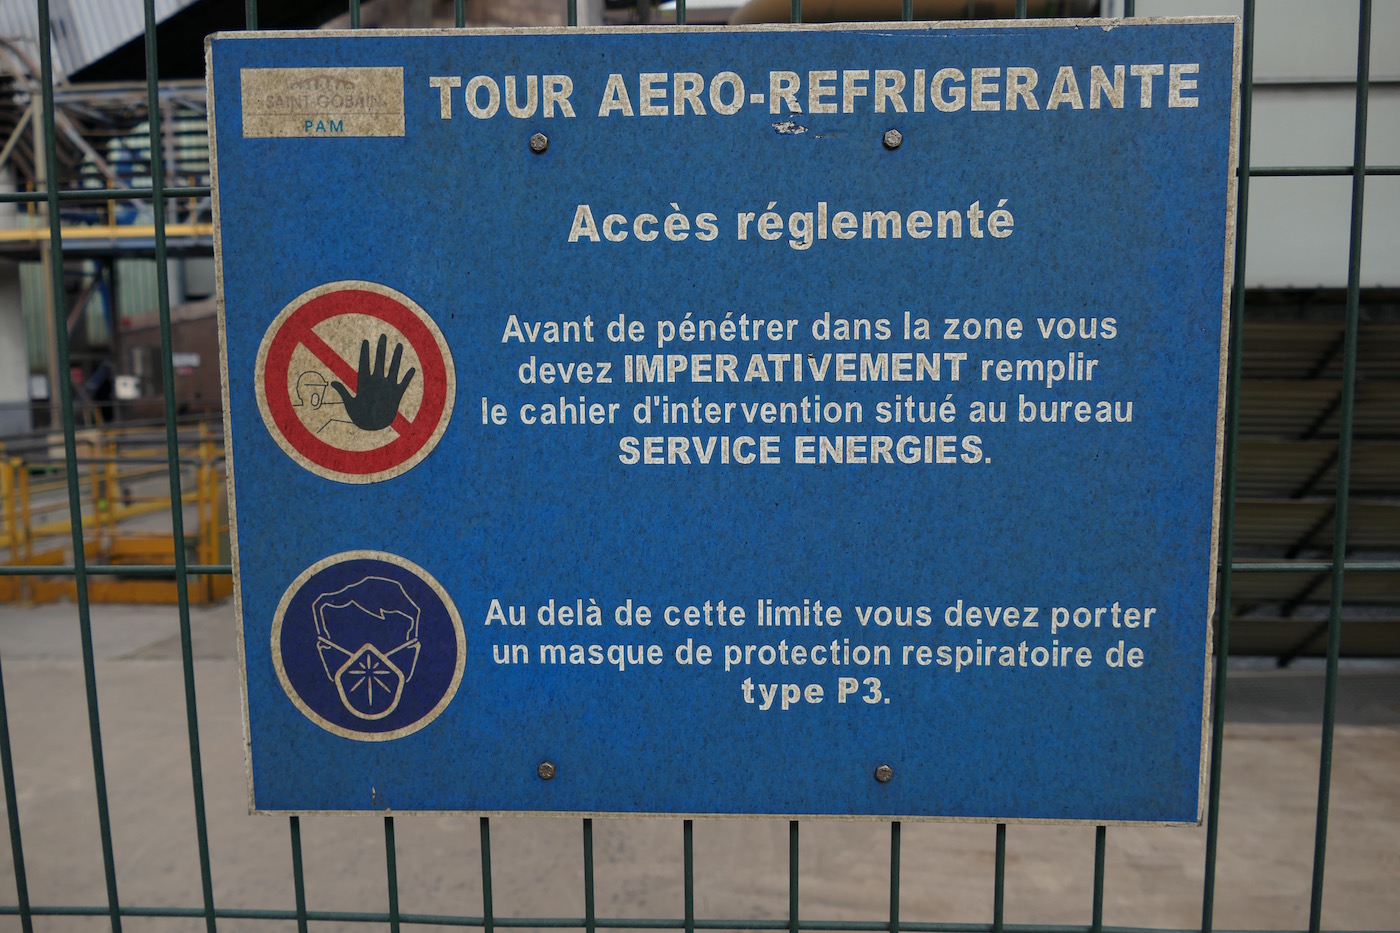 SAINT-GOBAIN
PAM
TOUR AERO-REFRIGERANTE
Accès réglementé
Avant de pénétrer dans la zone vous
devez IMPERATIVEMENT remplir
le cahier d'intervention situé au bureau
SERVICE ENERGIES.
Au delà de cette limite vous devez porter
un masque de protection respiratoire de
type P3.